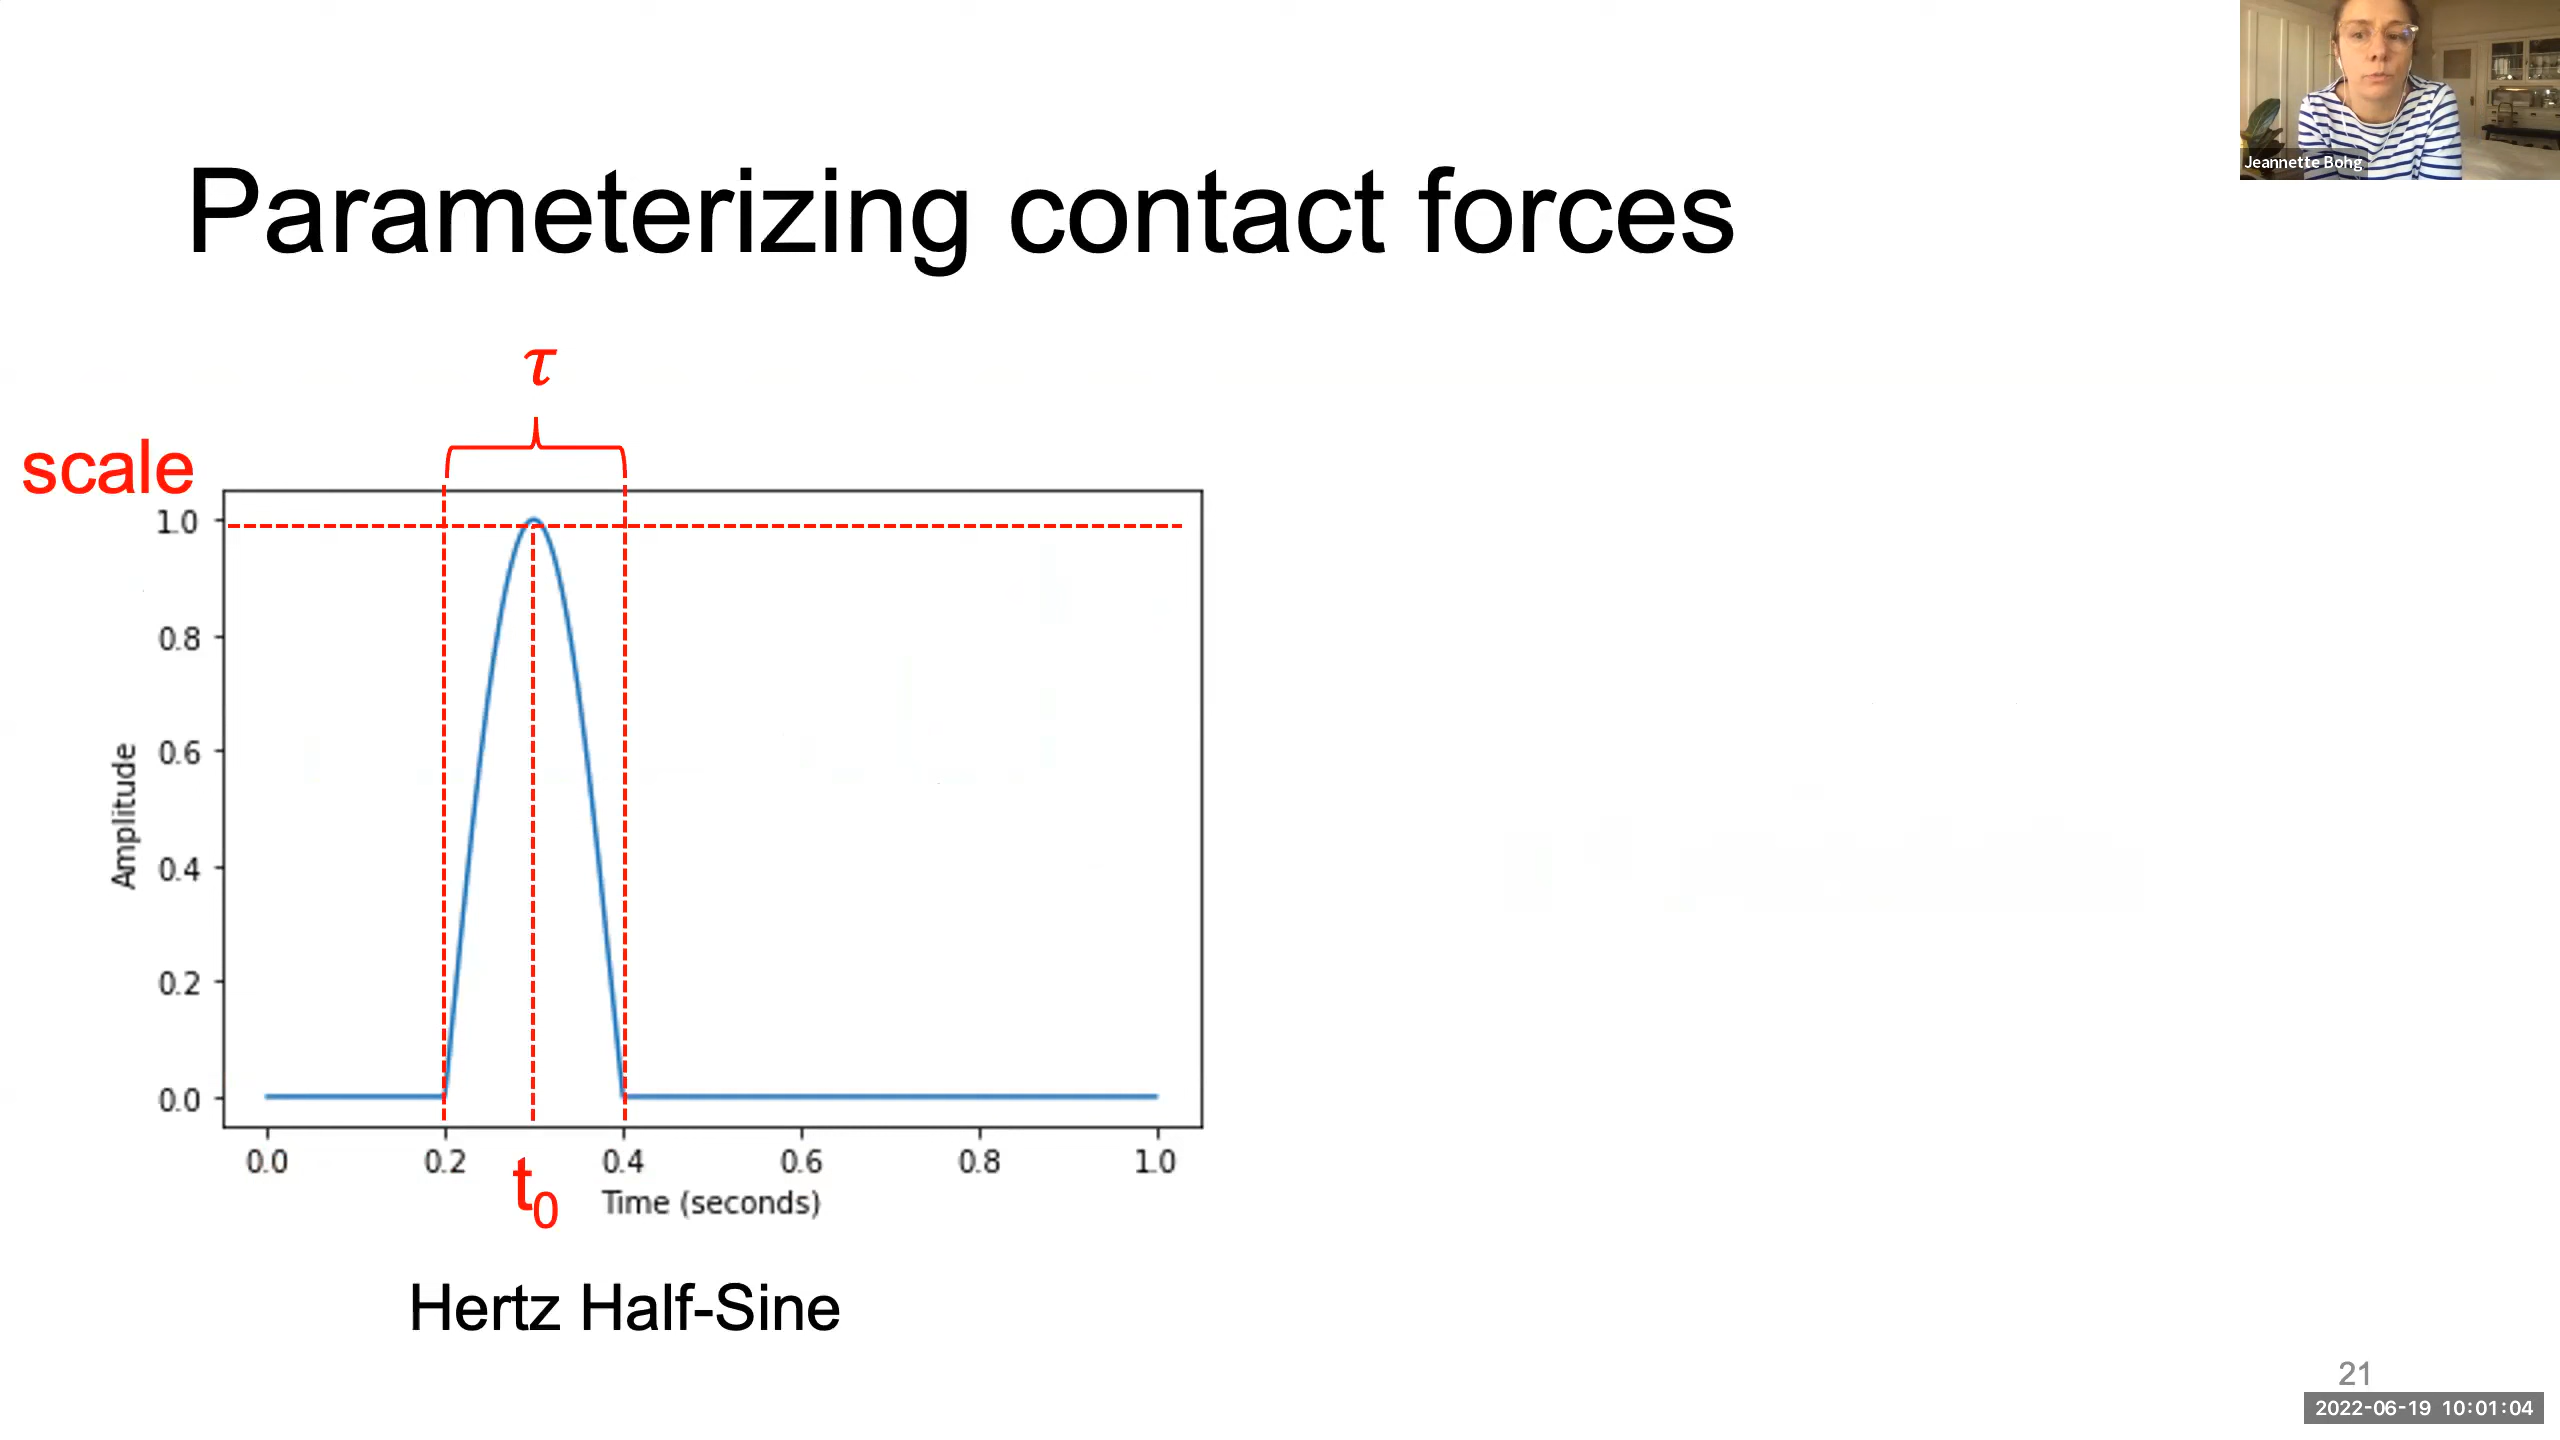 Jeannette Bohg
Parameterizing contact forces
τ
scale
1.0
0.8
0.6
0.4
0.2
0.0
Amplitude
0.0 0.2 0.4 0.6 0.8 1.0
t₀
Time (seconds)
Hertz Half-Sine
21
2022-06-19 10:01:04